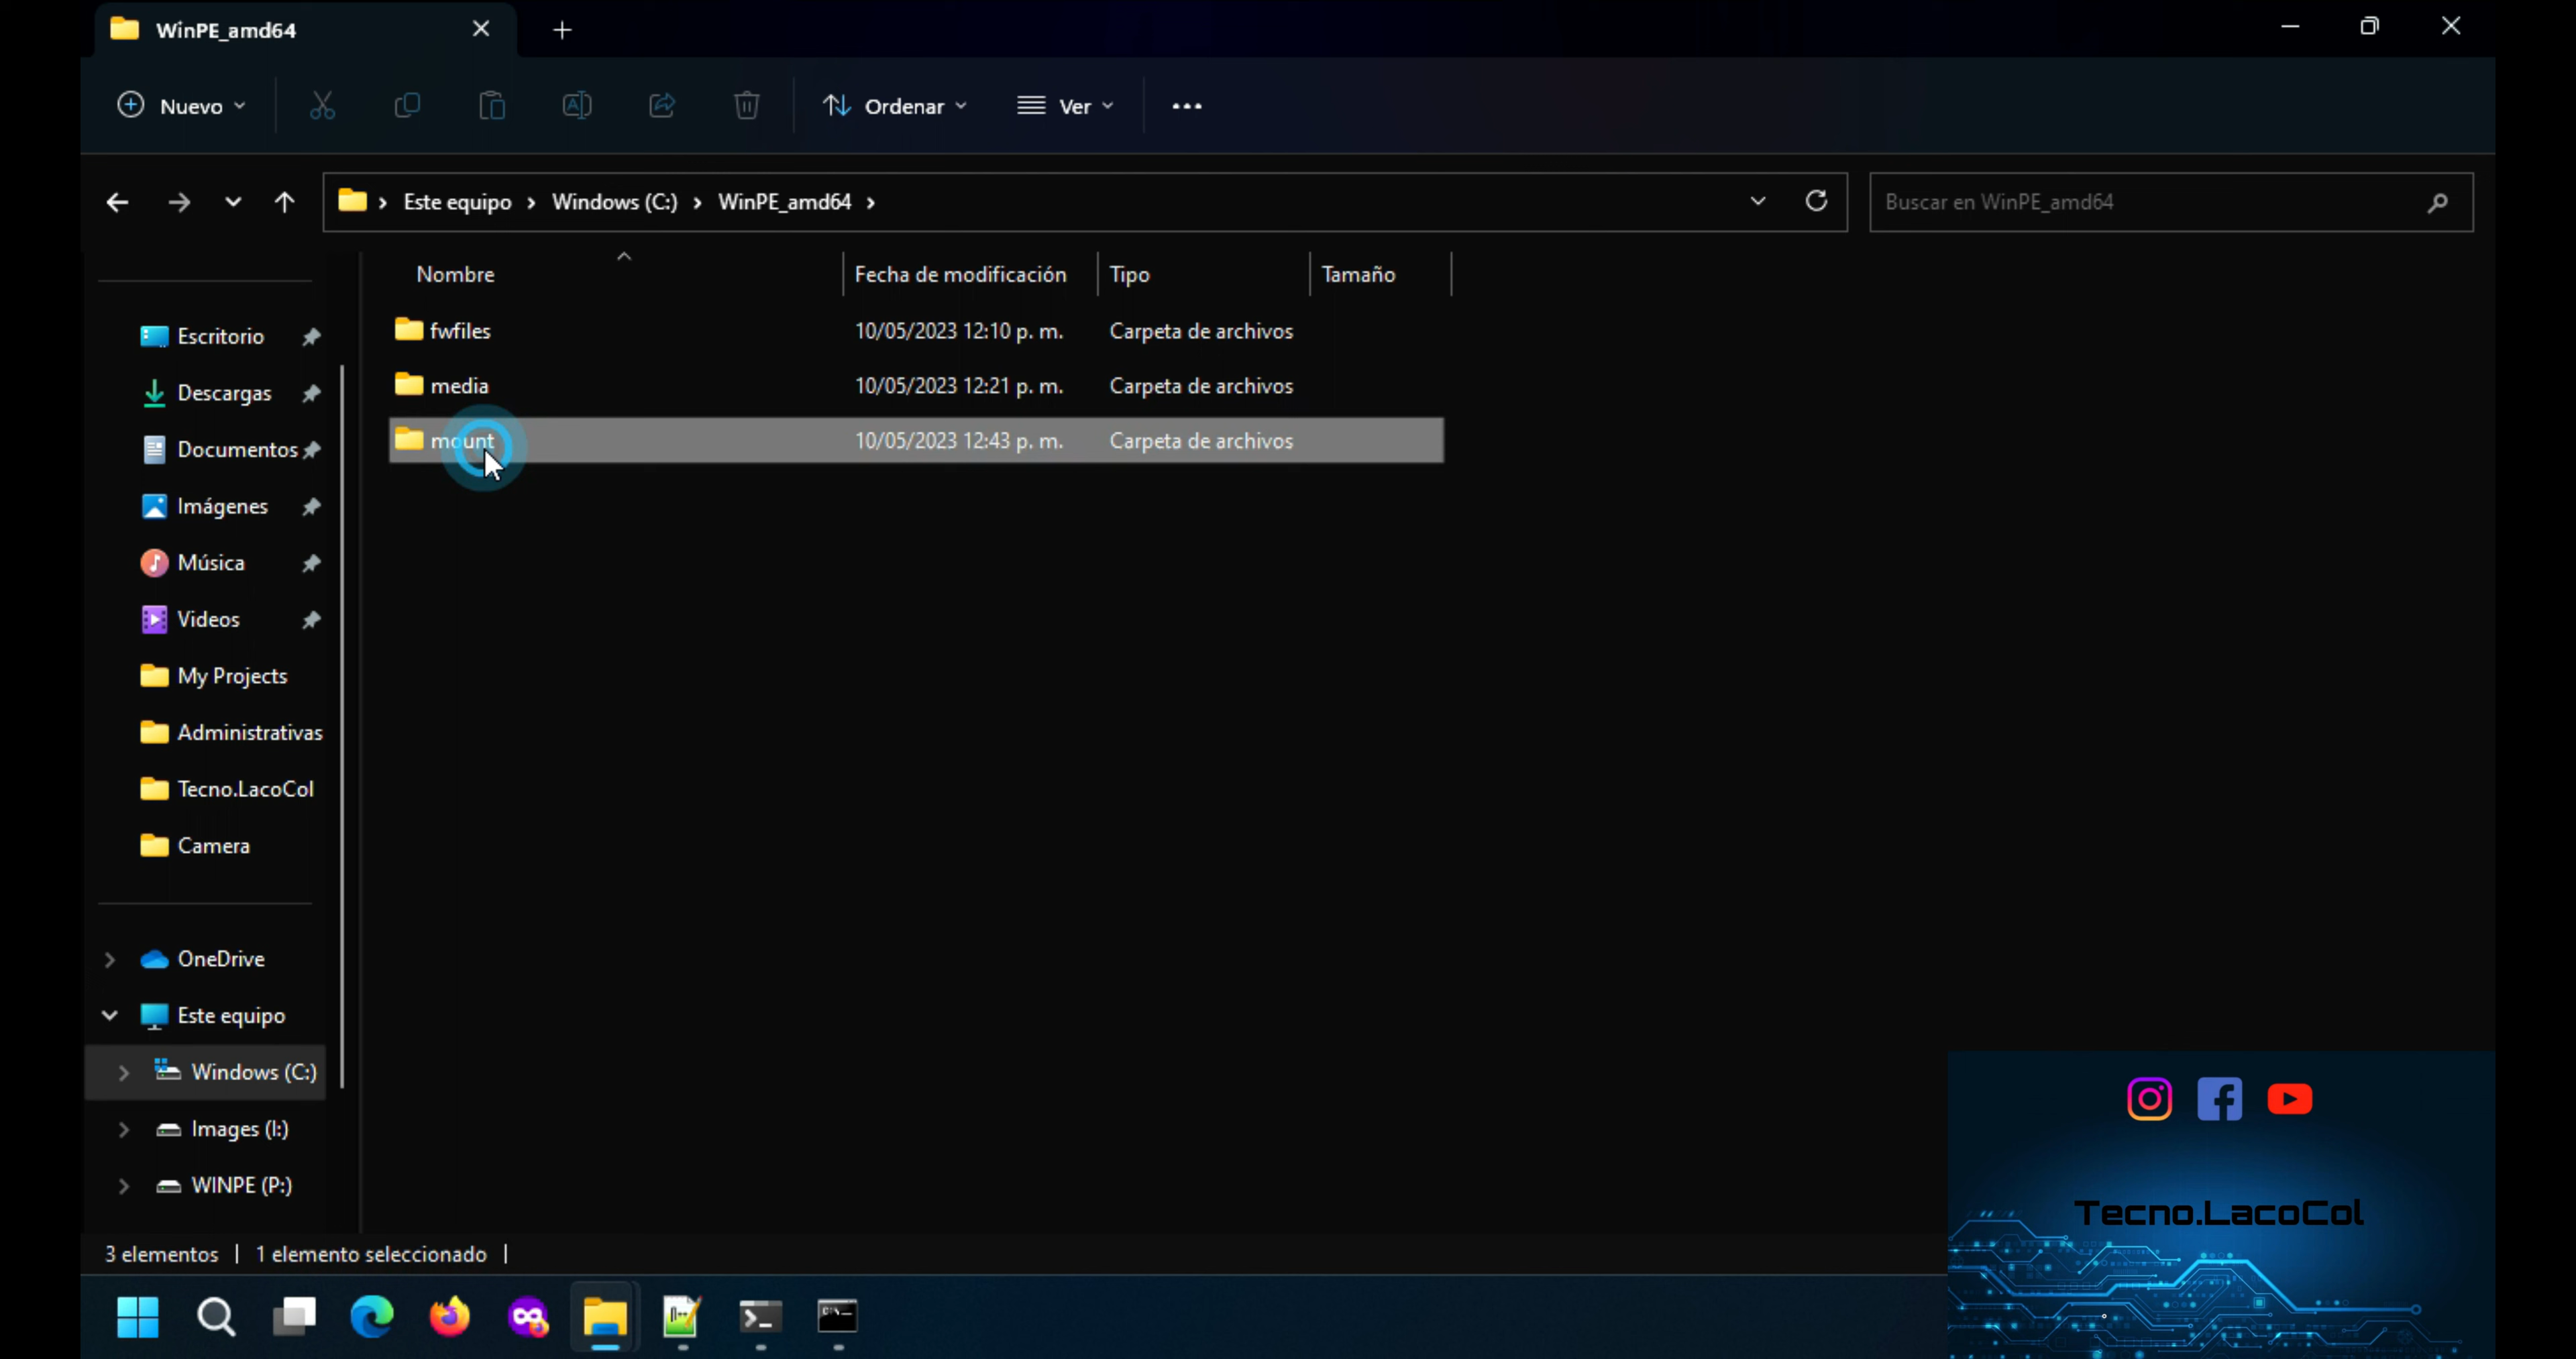 WinPE_amd64
Nuevo
Ordenar
Ver
Este equipo › Windows (C:) › WinPE_amd64 ›
Buscar en WinPE_amd64
Nombre Fecha de modificación Tipo Tamaño
fwfiles 10/05/2023 12:10 p. m. Carpeta de archivos
media 10/05/2023 12:21 p. m. Carpeta de archivos
mount 10/05/2023 12:43 p. m. Carpeta de archivos
Escritorio
Descargas
Documentos
Imágenes
Música
Videos
My Projects
Administrativas
Tecno.LacoCol
Camera
OneDrive
Este equipo
Windows (C:)
Images (I:)
WINPE (P:)
3 elementos | 1 elemento seleccionado |
Tecno.LacoCol